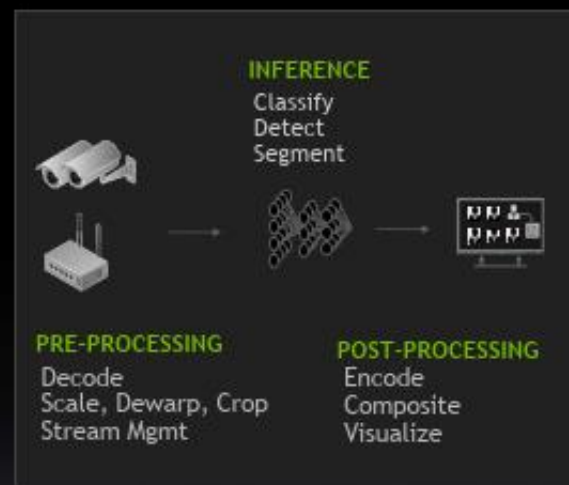 INFERENCE
Classify
Detect
Segment
PRE-PROCESSING
Decode
Scale, Dewarp, Crop
Stream Mgmt
POST-PROCESSING
Encode
Composite
Visualize